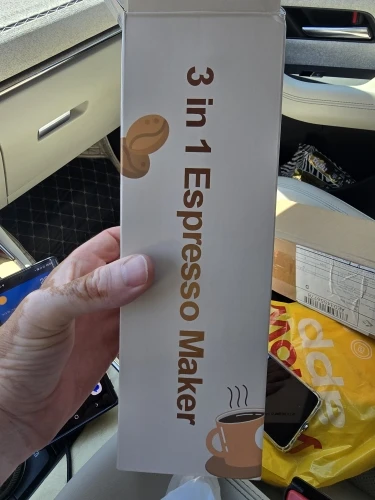 3 in 1 Espresso Maker